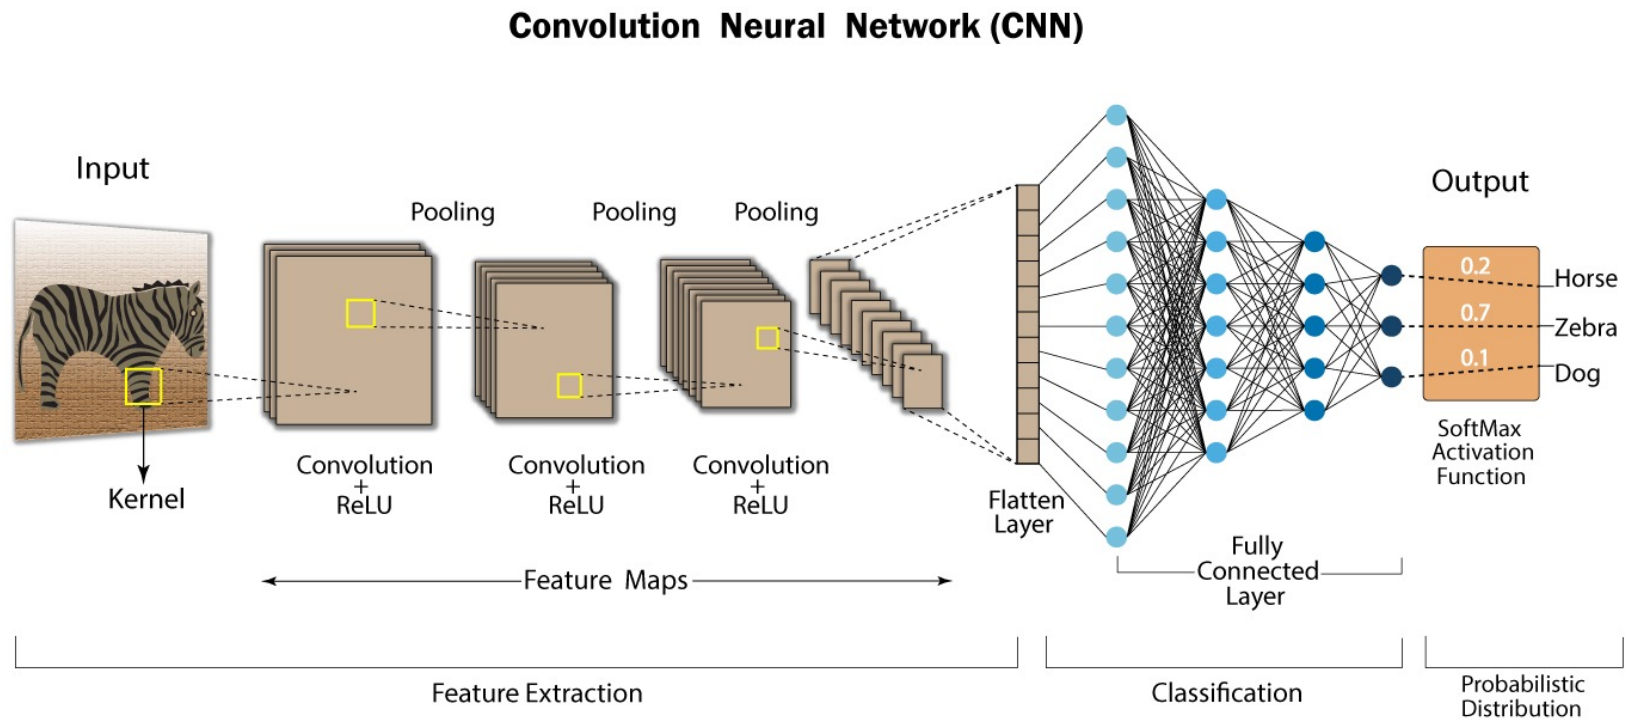 Convolution Neural Network (CNN)
Input
Pooling
Pooling
Pooling
Output
0.2
Horse
0.7
Zebra
0.1
Dog
SoftMax
Activation
Function
Kernel
Convolution
+
ReLU
Convolution
+
ReLU
Convolution
+
ReLU
Flatten
Layer
Fully
Connected
Layer
Feature Maps
Feature Extraction
Classification
Probabilistic
Distribution